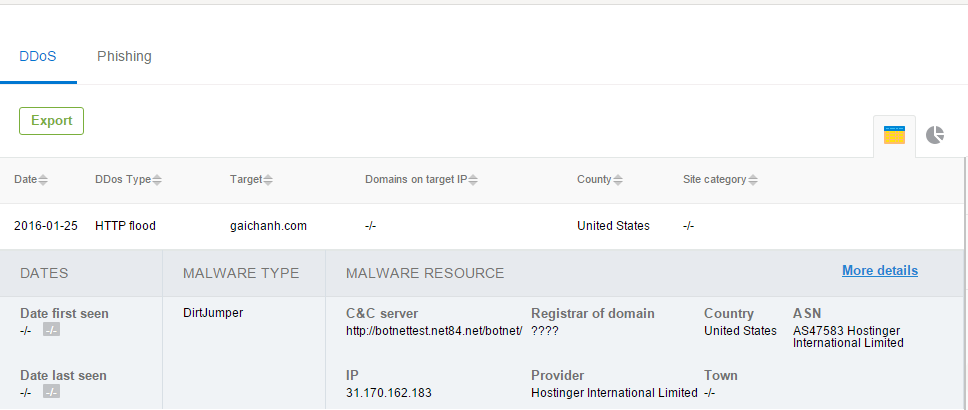 DDoS Phishing
Export
Date DDos Type Target Domains on target IP County Site category
2016-01-25 HTTP flood gaichanh.com -/- United States -/-
DATES MALWARE TYPE MALWARE RESOURCE More details
Date first seen
-/- -/-
Date last seen
-/- -/-
DirtJumper
C&C server
http://botnettest.net84.net/botnet/
Registrar of domain
????
Country
United States
ASN
AS47583 Hostinger
International Limited
IP
31.170.162.183
Provider
Hostinger International Limited
Town
-/-